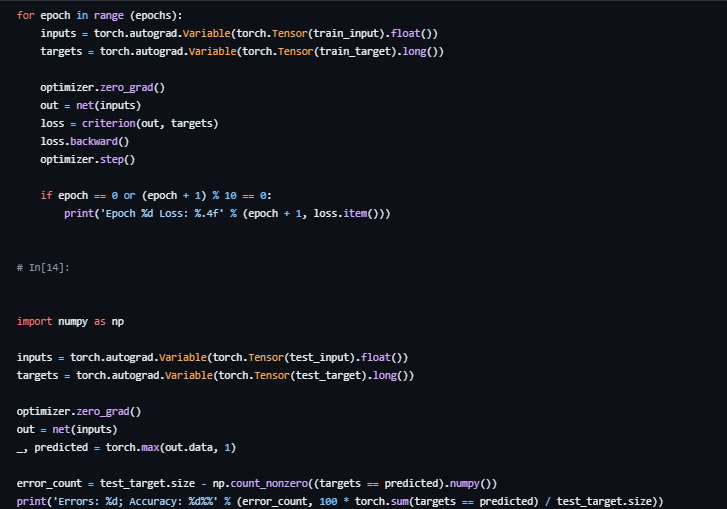 for epoch in range (epochs):
    inputs = torch.autograd.Variable(torch.Tensor(train_input).float())
    targets = torch.autograd.Variable(torch.Tensor(train_target).long())
    optimizer.zero_grad()
    out = net(inputs)
    loss = criterion(out, targets)
    loss.backward()
    optimizer.step()
    if epoch == 0 or (epoch + 1) % 10 == 0:
        print('Epoch %d Loss: %.4f' % (epoch + 1, loss.item()))
# In[14]:
import numpy as np
inputs = torch.autograd.Variable(torch.Tensor(test_input).float())
targets = torch.autograd.Variable(torch.Tensor(test_target).long())
optimizer.zero_grad()
out = net(inputs)
_, predicted = torch.max(out.data, 1)
error_count = test_target.size - np.count_nonzero((targets == predicted).numpy())
print('Errors: %d; Accuracy: %d%%' % (error_count, 100 * torch.sum(targets == predicted) / test_target.size))